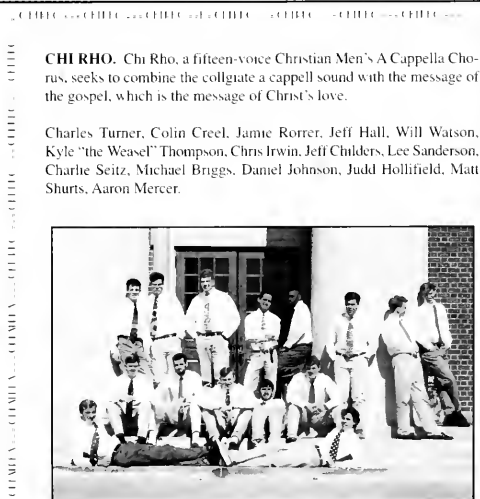 CHI RHO. Chi Rho, a fifteen-voice Christian Men's A Cappella Cho-
rus, seeks to combine the collgiate a cappell sound with the message of
the gospel, which is the message of Christ's love.
Charles Turner, Colin Creel, Jamie Rorrer, Jeff Hall, Will Watson,
Kyle "the Weasel" Thompson, Chris Irwin, Jeff Childers, Lee Sanderson,
Charlie Seitz, Michael Briggs, Daniel Johnson, Judd Hollifield, Matt
Shurts, Aaron Mercer.